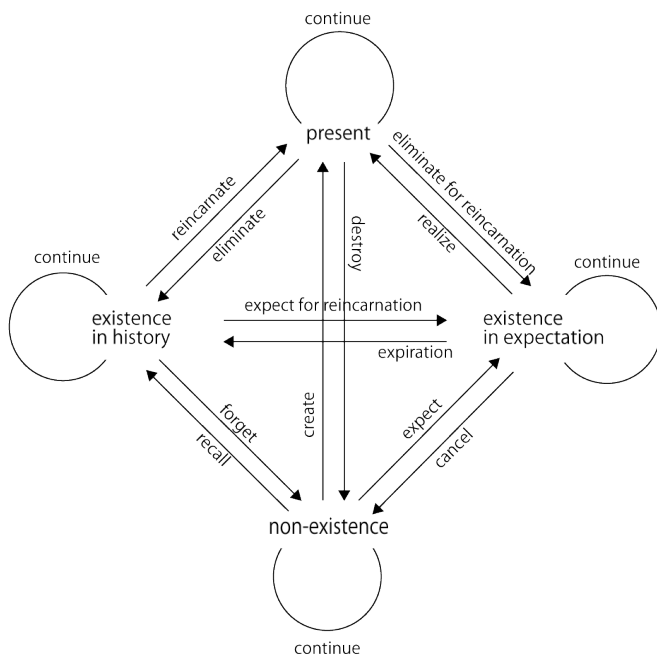 continue
present
reincarnate
eliminate
destroy
realize
eliminate for reincarnation
continue
continue
existence
in history
expect for reincarnation
expiration
existence
in expectation
forget
recall
create
expect
cancel
non-existence
continue